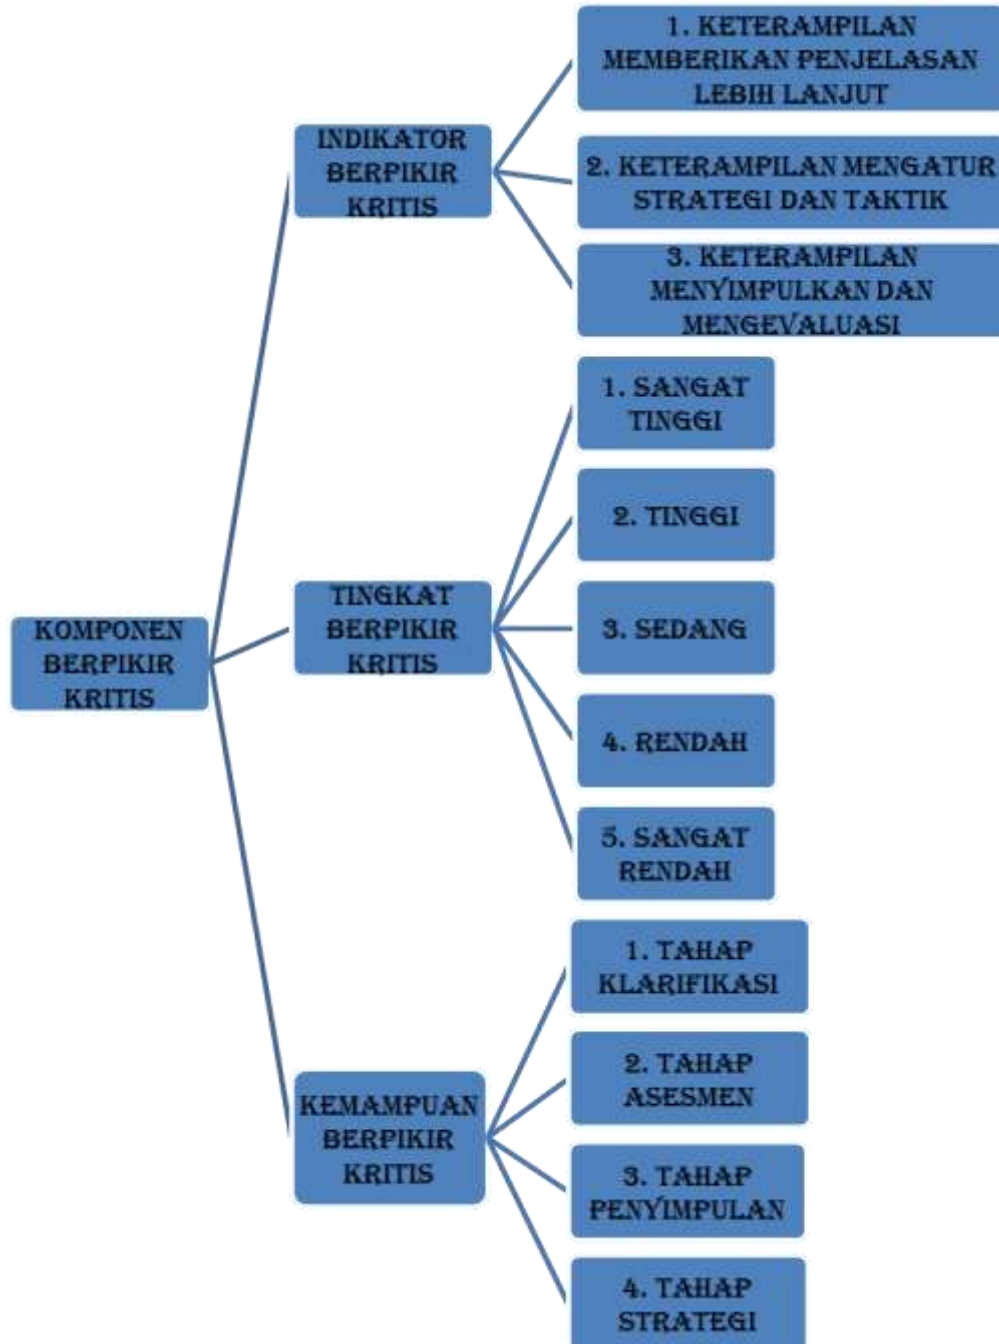 KOMPONEN
BERPIKIR
KRITIS
INDIKATOR
BERPIKIR
KRITIS
1. KETERAMPILAN
MEMBERIKAN PENJELASAN
LEBIH LANJUT
2. KETERAMPILAN MENGATUR
STRATEGI DAN TAKTIK
3. KETERAMPILAN
MENYIMPULKAN DAN
MENGEVALUASI
TINGKAT
BERPIKIR
KRITIS
1. SANGAT
TINGGI
2. TINGGI
3. SEDANG
4. RENDAH
5. SANGAT
RENDAH
KEMAMPUAN
BERPIKIR
KRITIS
1. TAHAP
KLARIFIKASI
2. TAHAP
ASESMEN
3. TAHAP
PENYIMPULAN
4. TAHAP
STRATEGI